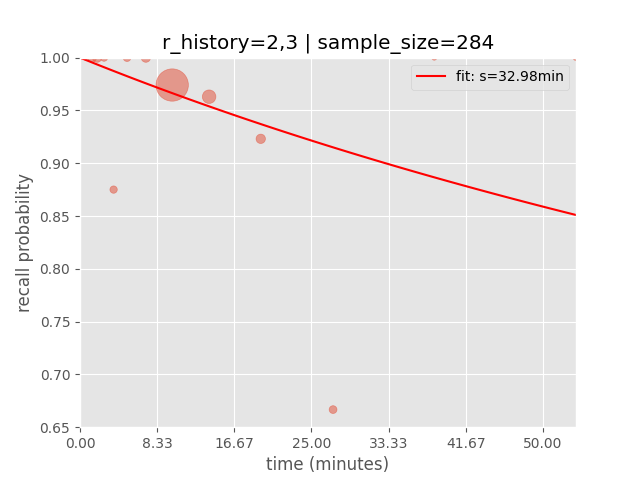 r_history=2,3 | sample_size=284
fit: s=32.98min
1.00
0.95
0.90
0.85
0.80
0.75
0.70
0.65
recall probability
0.00 8.33 16.67 25.00 33.33 41.67 50.00
time (minutes)